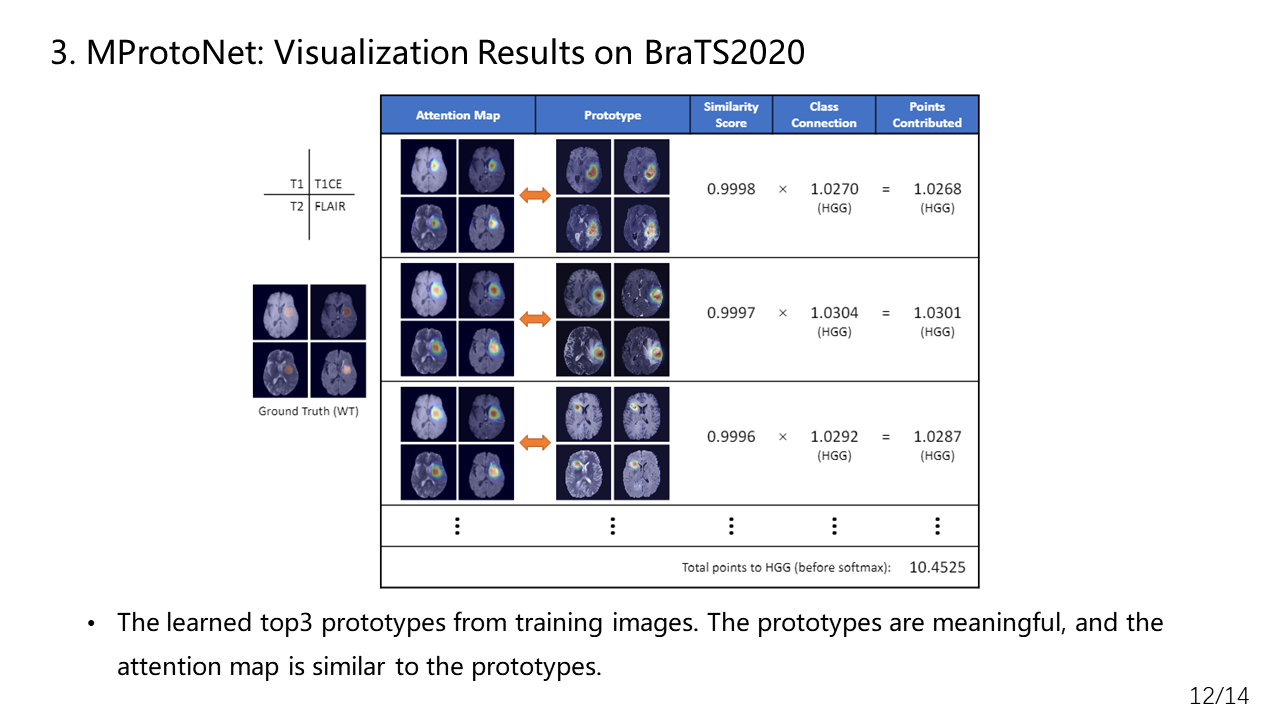 3. MProtoNet: Visualization Results on BraTS2020
Attention Map Prototype Similarity Score Class Connection Points Contributed
T1 T1CE
T2 FLAIR
0.9998 × 1.0270 = 1.0268
(HGG) (HGG)
Ground Truth (WT)
0.9997 × 1.0304 = 1.0301
(HGG) (HGG)
0.9996 × 1.0292 = 1.0287
(HGG) (HGG)
Total points to HGG (before softmax): 10.4525
• The learned top3 prototypes from training images. The prototypes are meaningful, and the
attention map is similar to the prototypes.
12/14